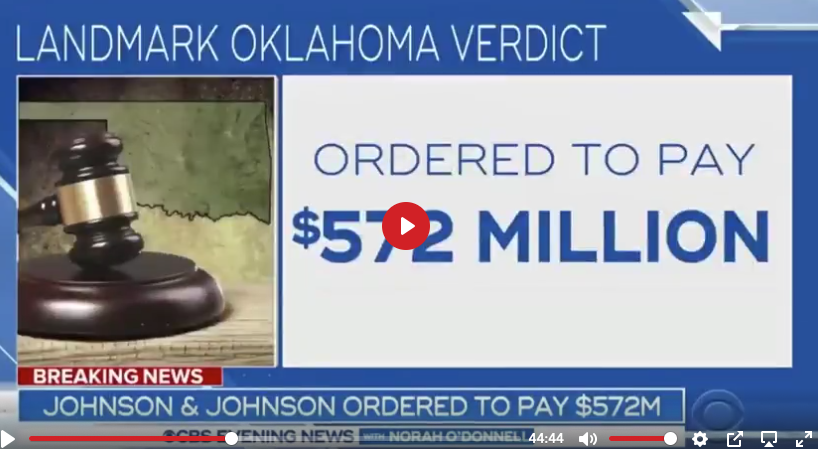 LANDMARK OKLAHOMA VERDICT
ORDERED TO PAY
$572 MILLION
BREAKING NEWS
JOHNSON & JOHNSON ORDERED TO PAY $572M
CBS EVENING NEWS WITH NORAH O'DONNELL
44:44